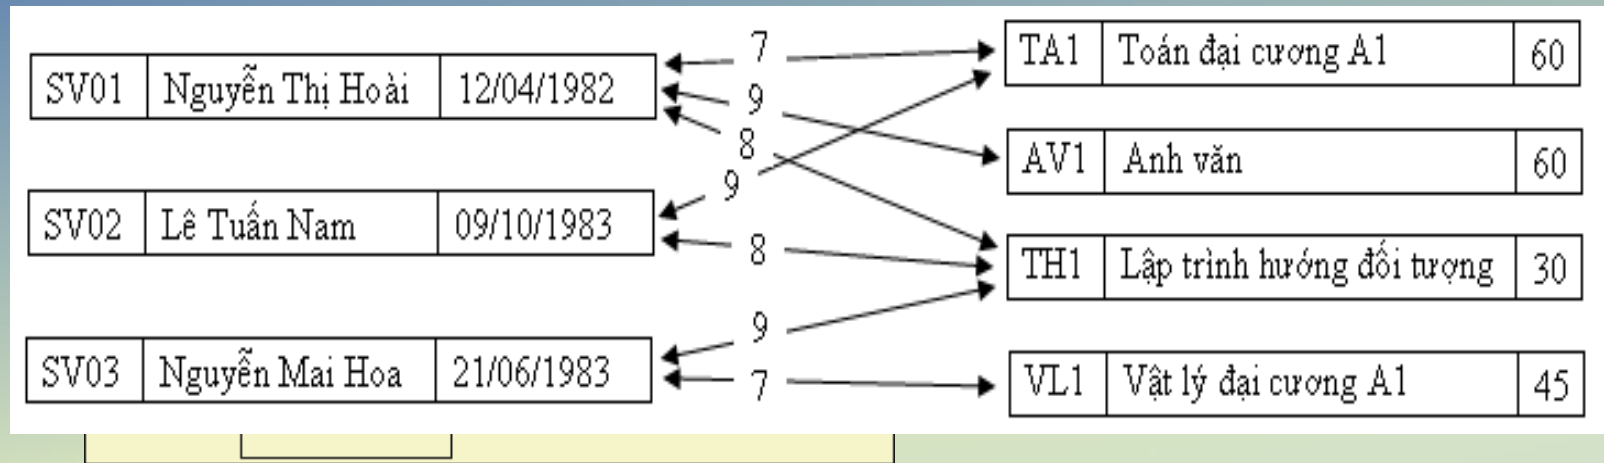 SV01 Nguyễn Thị Hoài 12/04/1982
SV02 Lê Tuấn Nam 09/10/1983
SV03 Nguyễn Mai Hoa 21/06/1983
7
9
8
9
8
9
7
TA1 Toán đại cương A1 60
AV1 Anh văn 60
TH1 Lập trình hướng đối tượng 30
VL1 Vật lý đại cương A1 45